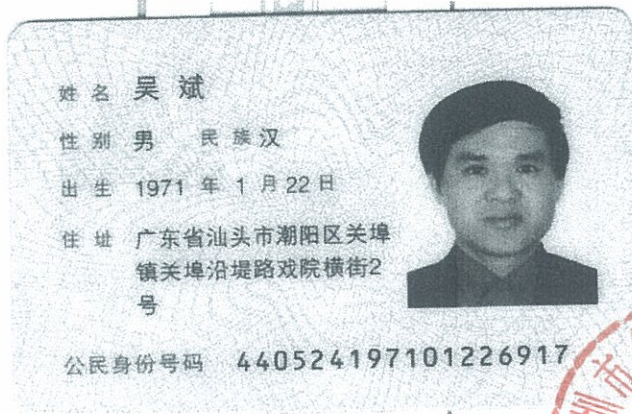 姓名 吴斌
性别 男 民族 汉
出生 1971 年 1 月 22 日
住址 广东省汕头市潮阳区关埠
镇关埠沿堤路戏院横街2
号
公民身份号码 440524197101226917
圳市